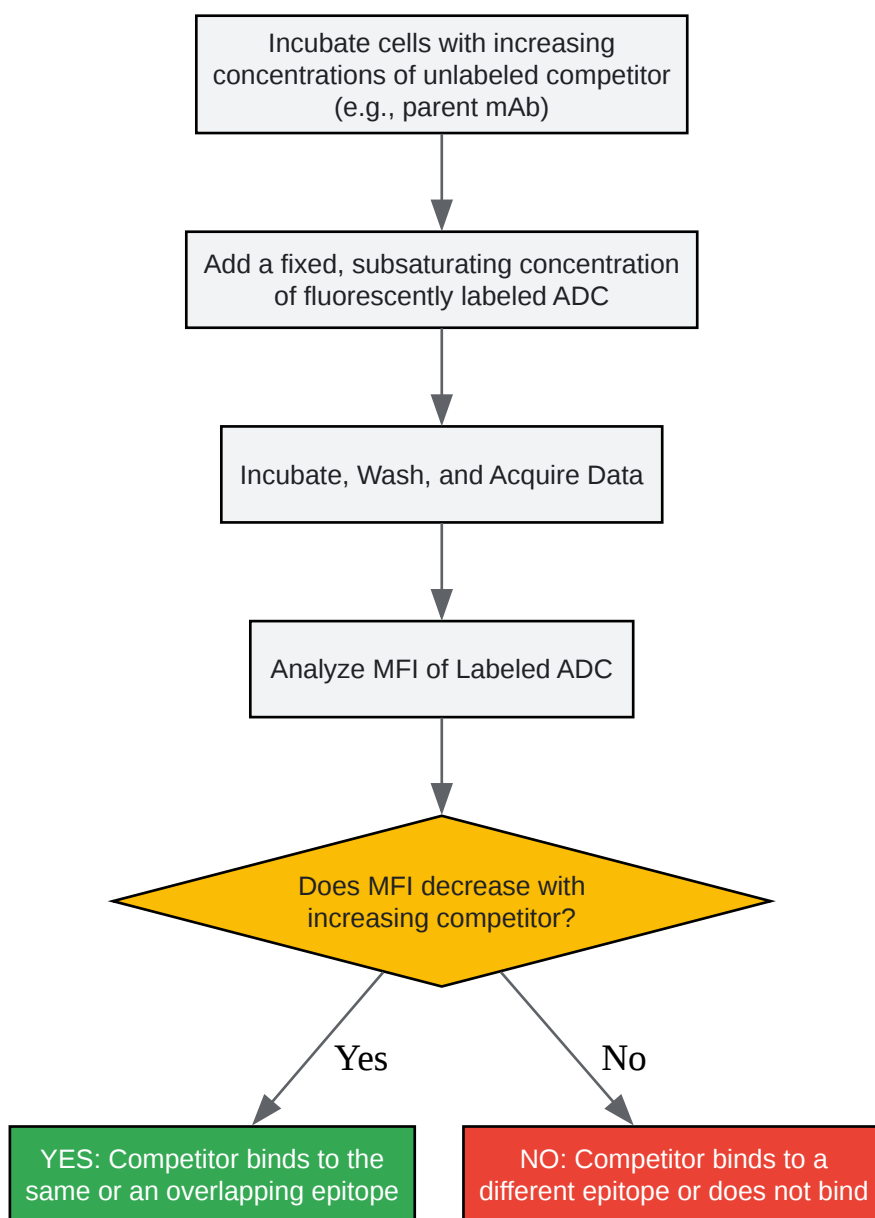 Incubate cells with increasing
concentrations of unlabeled competitor
(e.g., parent mAb)
Add a fixed, subsaturating concentration
of fluorescently labeled ADC
Incubate, Wash, and Acquire Data
Analyze MFI of Labeled ADC
Does MFI decrease with
increasing competitor?
Yes
No
YES: Competitor binds to the
same or an overlapping epitope
NO: Competitor binds to a
different epitope or does not bind